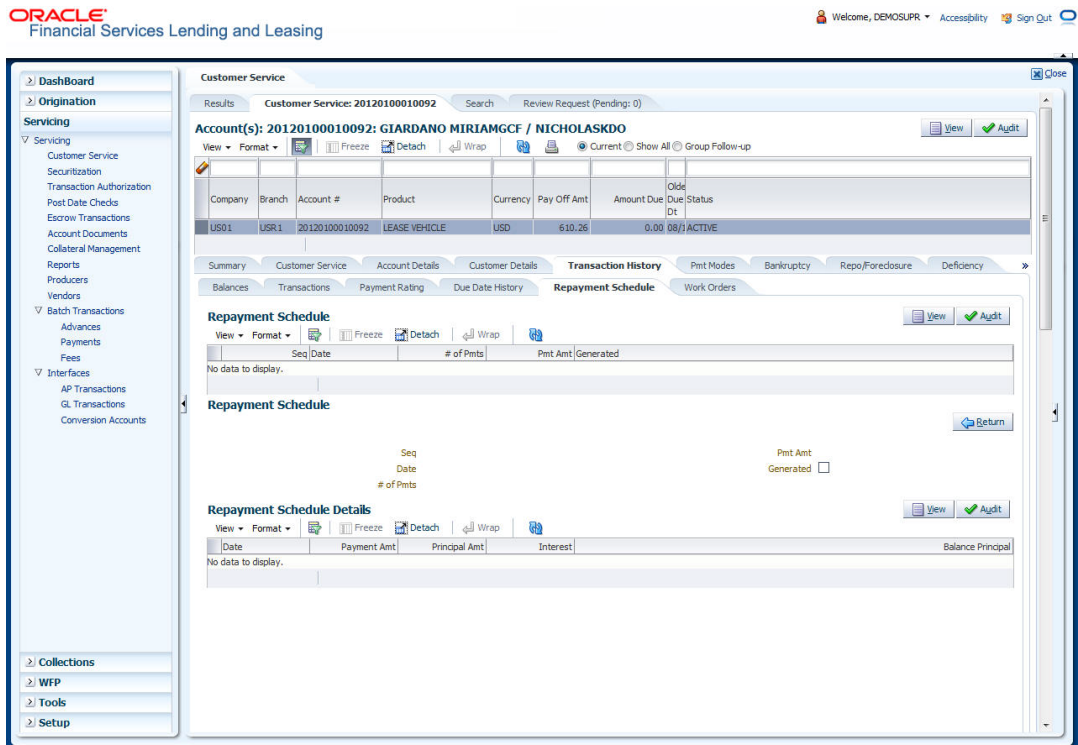 ORACLE
Financial Services Lending and Leasing
Welcome, DEMOSUPR Accessibility Sign Out
Close
DashBoard
Origination
Servicing
Servicing
Customer Service
Securitization
Transaction Authorization
Post Date Checks
Escrow Transactions
Account Documents
Collateral Management
Reports
Producers
Vendors
Batch Transactions
Advances
Payments
Fees
Interfaces
AP Transactions
GL Transactions
Conversion Accounts
Collections
WFP
Tools
Setup
Customer Service
Results Customer Service: 20120100010092 Search Review Request (Pending: 0)
Account(s): 20120100010092: GIARDANO MIRIAMGCF / NICHOLASKDO
View Audit
View Format Freeze Detach Wrap Current Show All Group Follow-up
Company Branch Account # Product Currency Pay Off Amt Amount Due Olde Due Dt Status
US01 USR1 20120100010092 LEASE VEHICLE USD 610.26 0.00 08/1 ACTIVE
Summary Customer Service Account Details Customer Details Transaction History Pmt Modes Bankruptcy Repo/Foreclosure Deficiency »
Balances Transactions Payment Rating Due Date History Repayment Schedule Work Orders
Repayment Schedule
View Audit
View Format Freeze Detach Wrap
Seq Date # of Pmts Pmt Amt Generated
No data to display.
Repayment Schedule
Return
Seq Pmt Amt
Date Generated
# of Pmts
Repayment Schedule Details
View Audit
View Format Freeze Detach Wrap
Date Payment Amt Principal Amt Interest Balance Principal
No data to display.